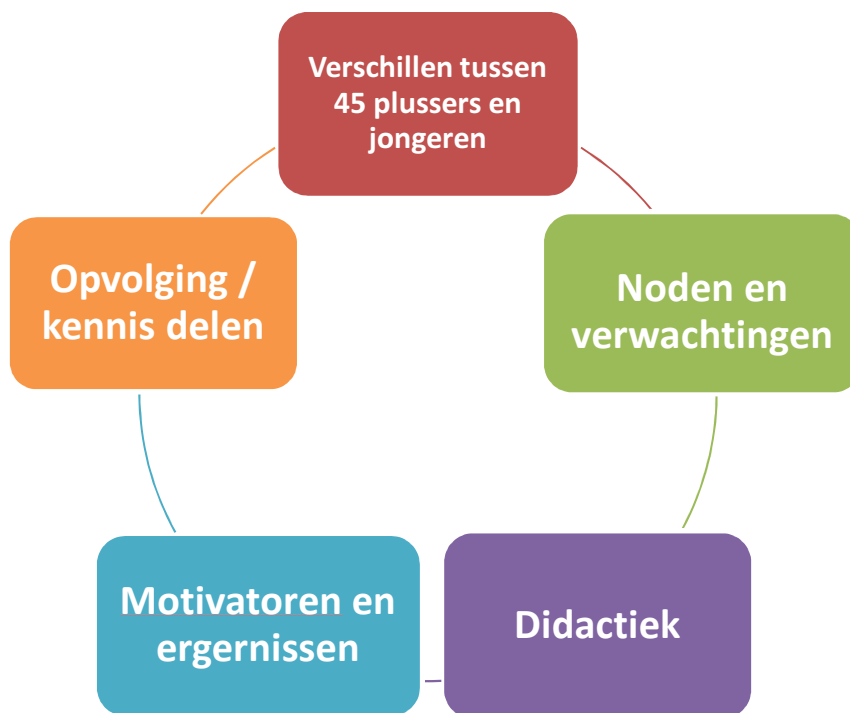 Verschillen tussen
45 plussers en
jongeren
Noden en
verwachtingen
Didactiek
Motivatoren en
ergernissen
Opvolging /
kennis delen